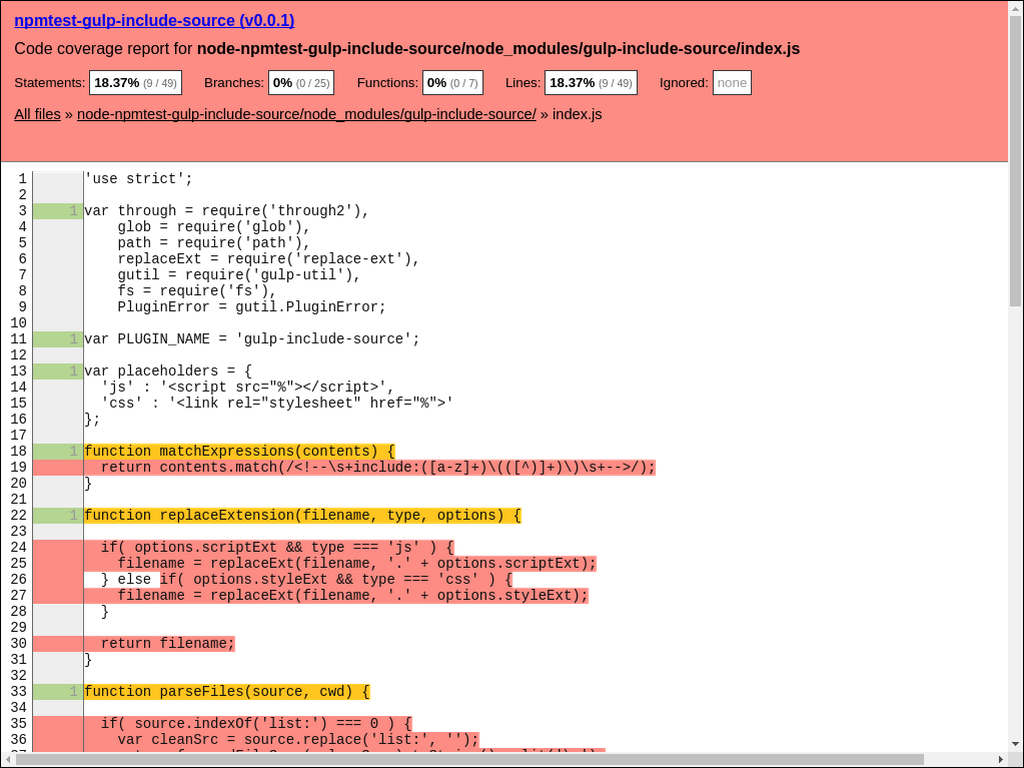 npmtest-gulp-include-source (v0.0.1)
Code coverage report for node-npmtest-gulp-include-source/node_modules/gulp-include-source/index.js
Statements: 18.37% (9 / 49) Branches: 0% (0 / 25) Functions: 0% (0 / 7) Lines: 18.37% (9 / 49) Ignored: none
All files » node-npmtest-gulp-include-source/node_modules/gulp-include-source/ » index.js
1 'use strict';
2
3 1 var through = require('through2'),
4 glob = require('glob'),
5 path = require('path'),
6 replaceExt = require('replace-ext'),
7 gutil = require('gulp-util'),
8 fs = require('fs'),
9 PluginError = gutil.PluginError;
10
11 1 var PLUGIN_NAME = 'gulp-include-source';
12
13 1 var placeholders = {
14 'js' : '<script src="%"></script>',
15 'css' : '<link rel="stylesheet" href="%">'
16 };
17
18 1 function matchExpressions(contents) {
19 return contents.match(/<!--\s+include:([a-z]+)\(([^)]+)\)\s+-->/);
20 }
21
22 1 function replaceExtension(filename, type, options) {
23
24 if( options.scriptExt && type === 'js' ) {
25 filename = replaceExt(filename, '.' + options.scriptExt);
26 } else if( options.styleExt && type === 'css' ) {
27 filename = replaceExt(filename, '.' + options.styleExt);
28 }
29
30 return filename;
31 }
32
33 1 function parseFiles(source, cwd) {
34
35 if( source.indexOf('list:') === 0 ) {
36 var cleanSrc = source.replace('list:', '');